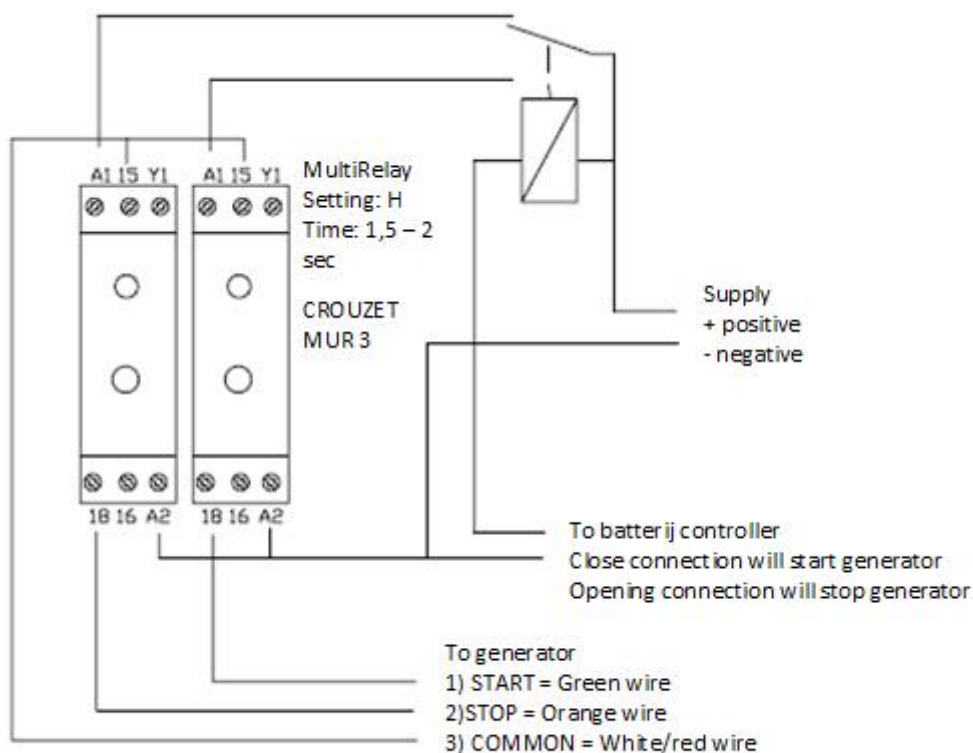 A1 15 Y1
A1 15 Y1
MultiRelay
Setting: H
Time: 1,5 – 2
sec
CROUZET
MUR 3
Supply
+ positive
- negative
18 16 A2
18 16 A2
To batterij controller
Close connection will start generator
Opening connection will stop generator
To generator
1) START = Green wire
2)STOP = Orange wire
3) COMMON = White/red wire